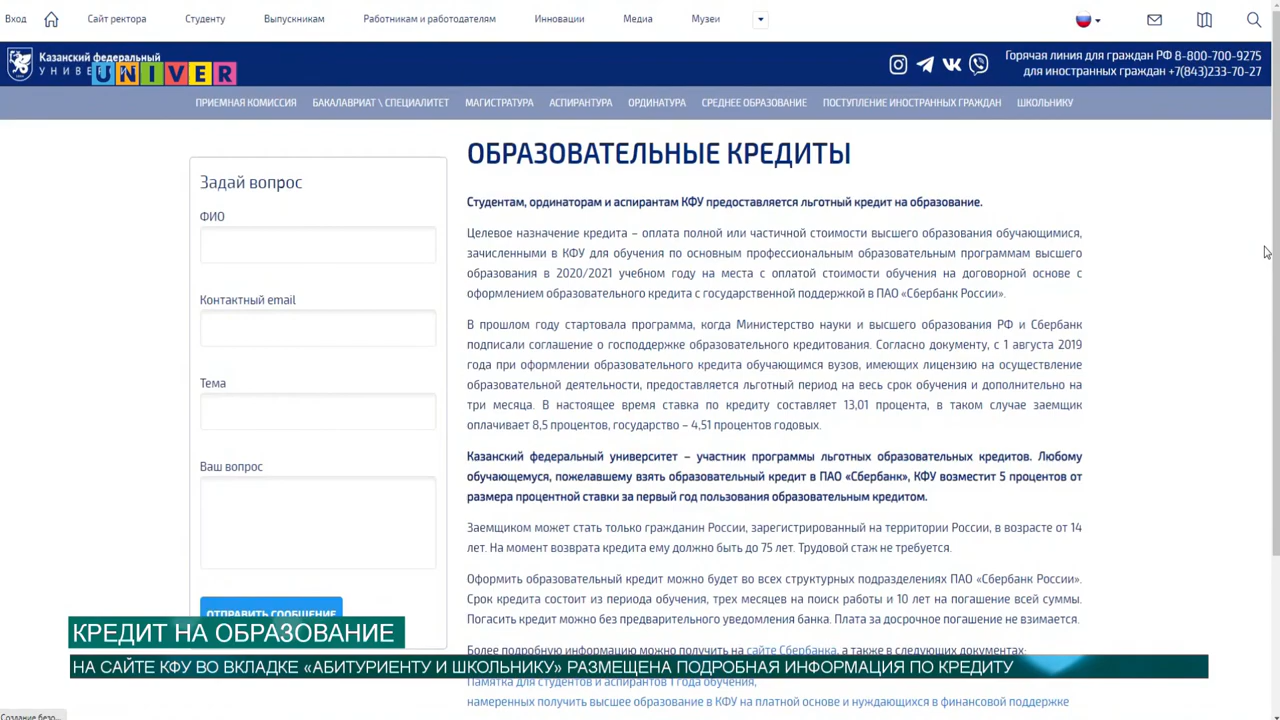 Вход
Сайт ректора
Студенту
Выпускникам
Работникам и работодателям
Инновации
Медиа
Музеи
Казанский федеральный
UNIVER
Горячая линия для граждан РФ 8-800-700-9275
для иностранных граждан +7(843)233-70-27
ПРИЕМНАЯ КОМИССИЯ
БАКАЛАВРИАТ \ СПЕЦИАЛИТЕТ
МАГИСТРАТУРА
АСПИРАНТУРА
ОРДИНАТУРА
СРЕДНЕЕ ОБРАЗОВАНИЕ
ПОСТУПЛЕНИЕ ИНОСТРАННЫХ ГРАЖДАН
ШКОЛЬНИКУ
Задай вопрос
ФИО
Контактный email
Тема
Ваш вопрос
ОТПРАВИТЬ СООБЩЕНИЕ
ОБРАЗОВАТЕЛЬНЫЕ КРЕДИТЫ
Студентам, ординаторам и аспирантам КФУ предоставляется льготный кредит на образование.
Целевое назначение кредита – оплата полной или частичной стоимости высшего образования обучающимися,
зачисленными в КФУ для обучения по основным профессиональным образовательным программам высшего
образования в 2020/2021 учебном году на места с оплатой стоимости обучения на договорной основе с
оформлением образовательного кредита с государственной поддержкой в ПАО «Сбербанк России».
В прошлом году стартовала программа, когда Министерство науки и высшего образования РФ и Сбербанк
подписали соглашение о господдержке образовательного кредитования. Согласно документу, с 1 августа 2019
года при оформлении образовательного кредита обучающимся вузов, имеющих лицензию на осуществление
образовательной деятельности, предоставляется льготный период на весь срок обучения и дополнительно на
три месяца. В настоящее время ставка по кредиту составляет 13,01 процента, в таком случае заемщик
оплачивает 8,5 процентов, государство – 4,51 процентов годовых.
Казанский федеральный университет – участник программы льготных образовательных кредитов. Любому
обучающемуся, пожелавшему взять образовательный кредит в ПАО «Сбербанк», КФУ возместит 5 процентов от
размера процентной ставки за первый год пользования образовательным кредитом.
Заемщиком может стать только гражданин России, зарегистрированный на территории России, в возрасте от 14
лет. На момент возврата кредита ему должно быть до 75 лет. Трудовой стаж не требуется.
Оформить образовательный кредит можно будет во всех структурных подразделениях ПАО «Сбербанк России».
Срок кредита состоит из периода обучения, трех месяцев на поиск работы и 10 лет на погашение всей суммы.
Погасить кредит можно без предварительного уведомления банка. Плата за досрочное погашение не взимается.
Более подробную информацию можно получить на сайте Сбербанка, а также в следующих документах:
Памятка для студентов и аспирантов 1 года обучения,
намеренных получить высшее образование в КФУ на платной основе и нуждающихся в финансовой поддержке
КРЕДИТ НА ОБРАЗОВАНИЕ
НА САЙТЕ КФУ ВО ВКЛАДКЕ «АБИТУРИЕНТУ И ШКОЛЬНИКУ» РАЗМЕЩЕНА ПОДРОБНАЯ ИНФОРМАЦИЯ ПО КРЕДИТУ